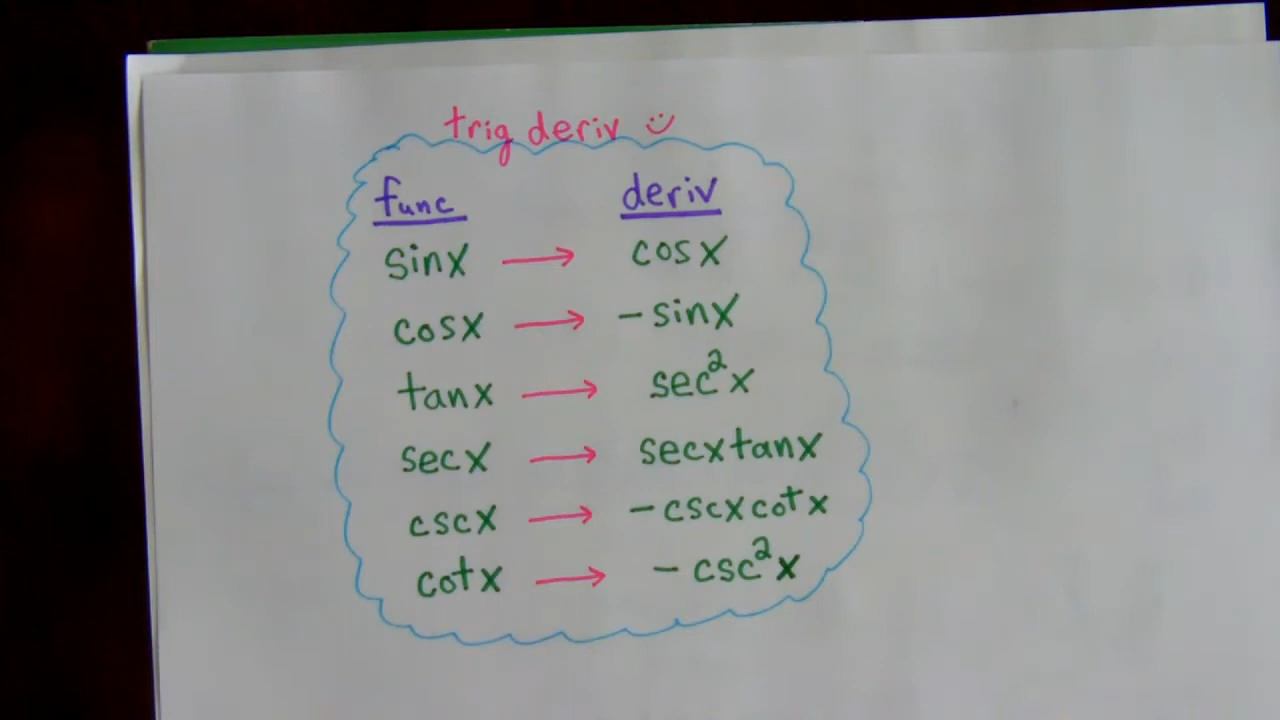 trig deriv ☺
func deriv
sinx → cosx
cosx → -sinx
tanx → sec²x
secx → secxtanx
cscx → -cscxcotx
cotx → -csc²x